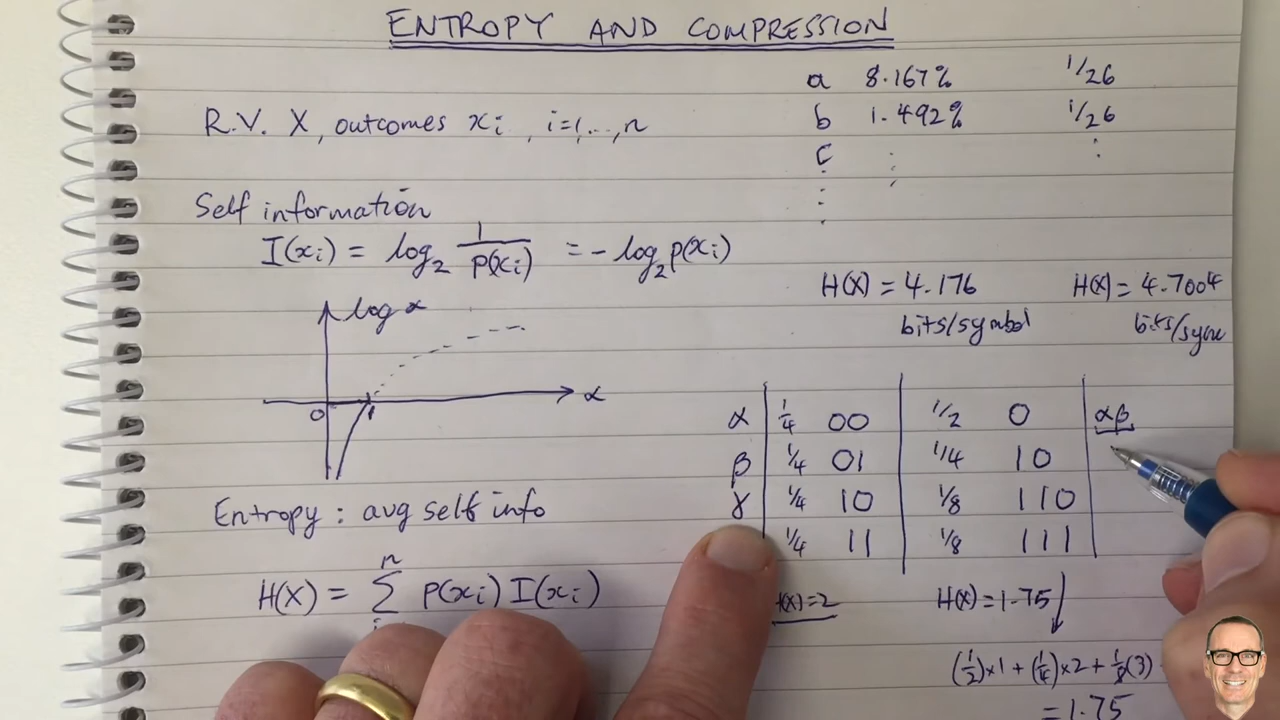 ENTROPY AND COMPRESSION
R.V. X, outcomes xᵢ, i=1,...,n
a 8.167% 1/26
b 1.492% 1/26
c : :
:
Self information
I(xᵢ) = log₂ 1/p(xᵢ) = -log₂ p(xᵢ)
H(X) = 4.176 bits/symbol
H(X) = 4.7004
log α
0 1 α
α 1/4 00 1/2 0 αβ
β 1/4 01 1/4 10
γ 1/4 10 1/8 110
1/4 11 1/8 111
Entropy : avg self info
H(X) = Σ n p(xᵢ) I(xᵢ)
H(X)=2
H(X)=1.75
(1/2)x1 + (1/4)x2 + 1/8(3)
= 1.75